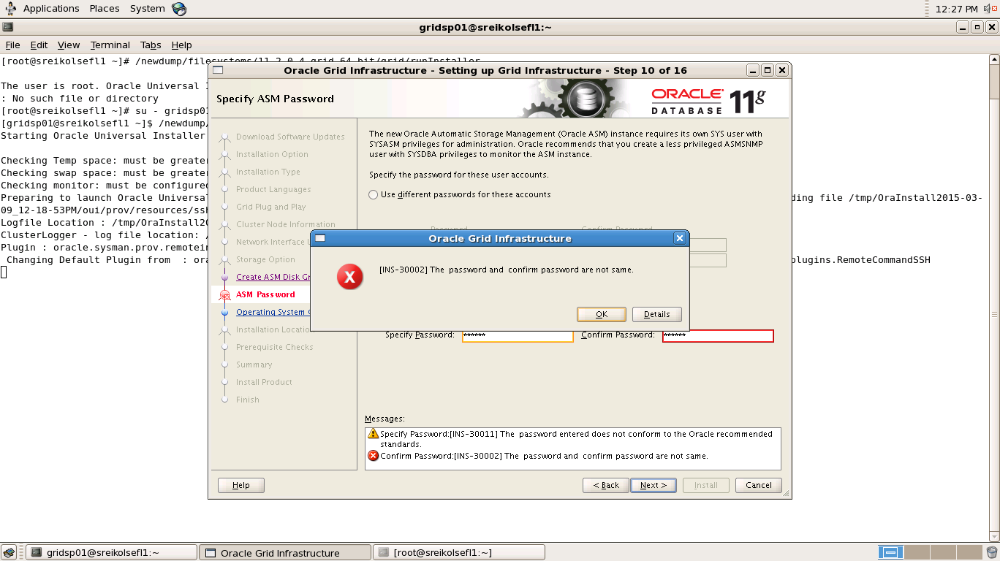 Applications Places System 12:27 PM
gridsp01@sreikolsefl1:~
File Edit View Terminal Tabs Help
[root@sreikolsefl1 ~]# /newdump/filesystems/11.2.0.4_grid_64_bit/grid/runInstaller
The user is root. Oracle Universal
: No such file or directory
[root@sreikolsefl1 ~]# su - gridsp01
[gridsp01@sreikolsefl1 ~]$ /newdump/
Starting Oracle Universal Installer
Checking Temp space: must be greater
Checking swap space: must be greater
Checking monitor: must be configured
Preparing to launch Oracle Universal ding file /tmp/OraInstall2015-03-
09_12-18-53PM/oui/prov/resources/ssh
Logfile Location : /tmp/OraInstall20
ClusterLogger - log file location: /
Plugin : oracle.sysman.prov.remotein
Changing Default Plugin from : ora plugins.RemoteCommandSSH
Oracle Grid Infrastructure - Setting up Grid Infrastructure - Step 10 of 16
Specify ASM Password
ORACLE
DATABASE 11g
Download Software Updates
Installation Option
Installation Type
Product Languages
Grid Plug and Play
Cluster Node Information
Network Interface U
Storage Option
Create ASM Disk Gr
ASM Password
Operating System
Installation Locatio
Prerequisite Checks
Summary
Install Product
Finish
The new Oracle Automatic Storage Management (Oracle ASM) instance requires its own SYS user with
SYSASM privileges for administration. Oracle recommends that you create a less privileged ASMSNMP
user with SYSDBA privileges to monitor the ASM instance.
Specify the password for these user accounts.
Use different passwords for these accounts
Password Confirm Password
Oracle Grid Infrastructure
[INS-30002] The password and confirm password are not same.
OK Details
Specify Password: ****** Confirm Password: ******
Messages:
Specify Password:[INS-30011] The password entered does not conform to the Oracle recommended
standards.
Confirm Password:[INS-30002] The password and confirm password are not same.
Help < Back Next > Install Cancel
gridsp01@sreikolsefl1:~ Oracle Grid Infrastructure [root@sreikolsefl1:~]